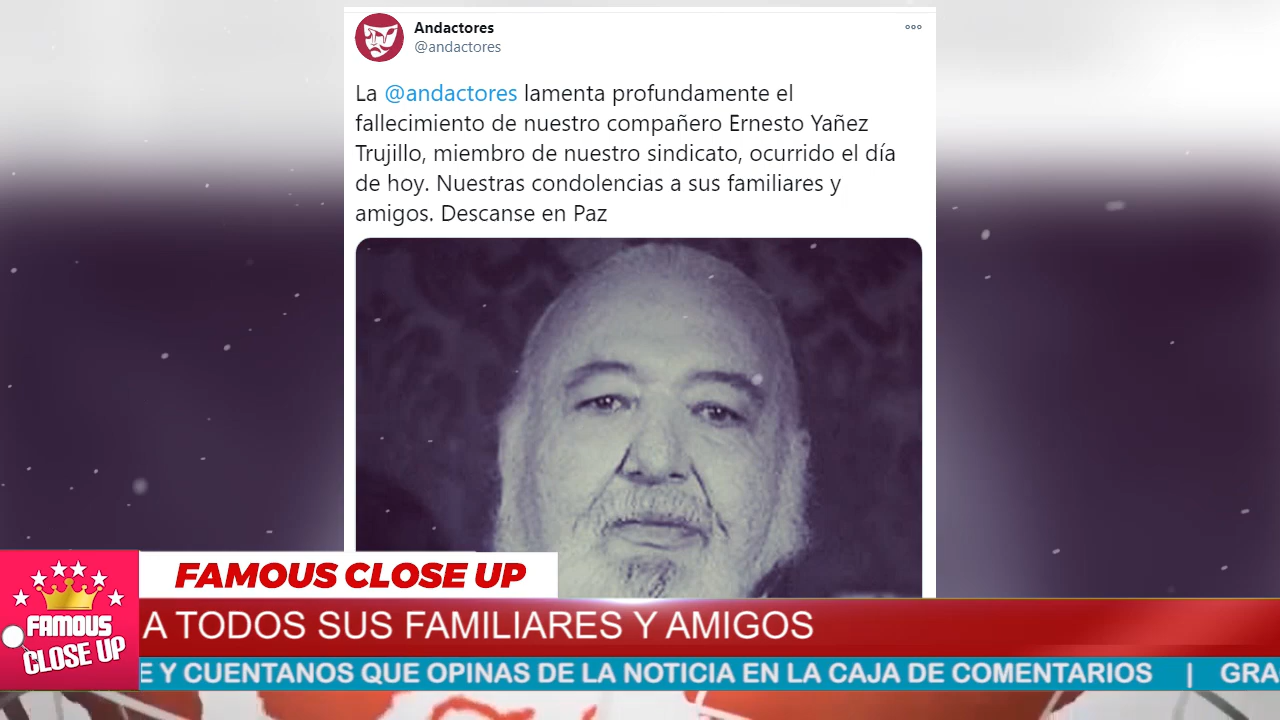 Andactores
@andactores
La @andactores lamenta profundamente el
fallecimiento de nuestro compañero Ernesto Yañez
Trujillo, miembro de nuestro sindicato, ocurrido el día
de hoy. Nuestras condolencias a sus familiares y
amigos. Descanse en Paz
FAMOUS CLOSE UP
FAMOUS
CLOSE UP
A TODOS SUS FAMILIARES Y AMIGOS
E Y CUENTANOS QUE OPINAS DE LA NOTICIA EN LA CAJA DE COMENTARIOS | GRA